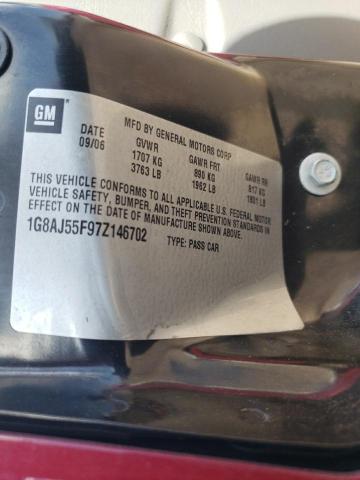 GM
MFD BY GENERAL MOTORS CORP
DATE GVWR GAWR FRT GAWR RR
09/06 1707 KG 890 KG 817 KG
3763 LB 1962 LB 1801 LB
THIS VEHICLE CONFORMS TO ALL APPLICABLE U.S. FEDERAL MOTOR
VEHICLE SAFETY, BUMPER, AND THEFT PREVENTION STANDARDS IN
EFFECT ON THE DATE OF MANUFACTURE SHOWN ABOVE.
1G8AJ55F97Z146702 TYPE: PASS CAR